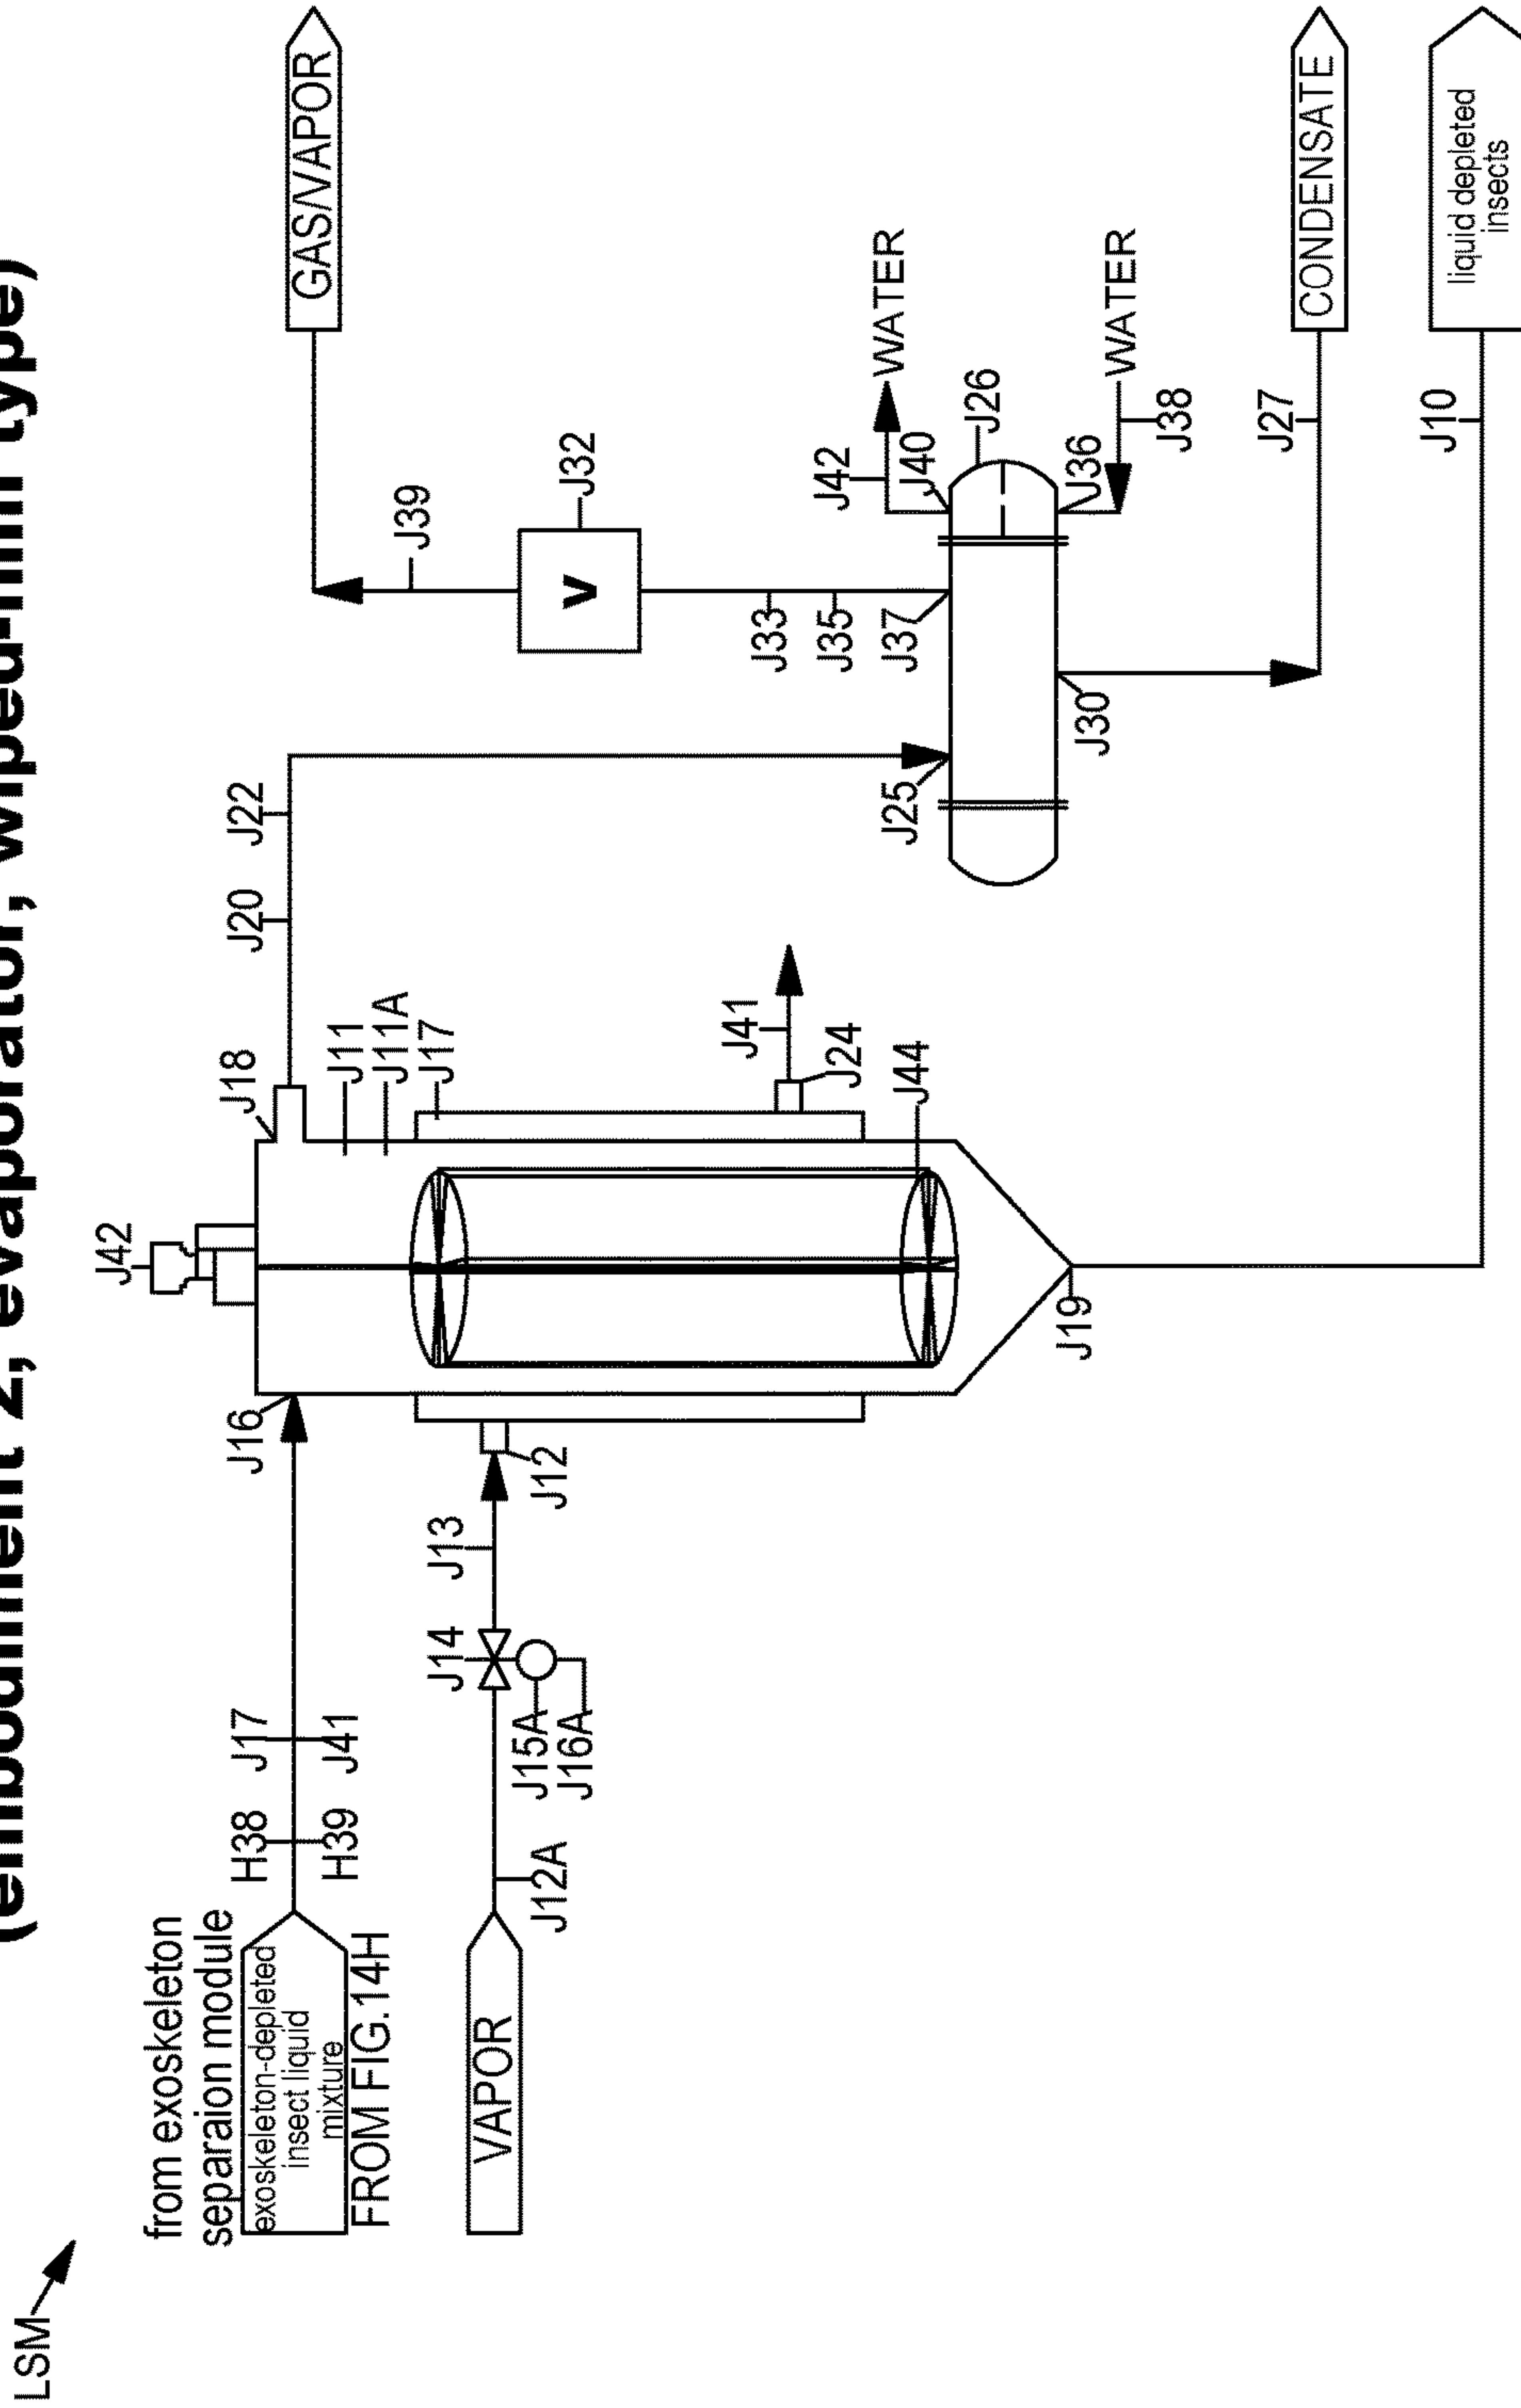 (embodiment 2, evaporator, wiped-film type)
LSM
from exoskeleton
separaion module
exoskeleton-depleted
insect liquid
mixture
FROM FIG.14H
H38
H39
J17
J41
J16
J42
J18
J20
J22
J11
J11A
J17
GAS/VAPOR
J39
J32
V
J33
J35
J37
VAPOR
J12A
J14
J15A
J16A
J13
J12
J41
J24
J44
J25
J42
J40
WATER
J26
J36
WATER
J38
J30
J19
J27
CONDENSATE
J10
liquid depleted
insects